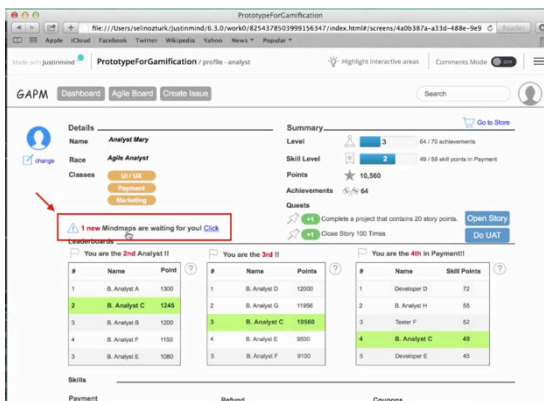 PrototypeForGamification
file:///Users/selinozturk/justinmind/6.3.0/work0/8254378503999156347/index.html#/screens/4a0b387a-a33d-488e-9e9
Reader
Apple iCloud Facebook Twitter Wikipedia Yahoo News Popular
Made with Justinmind PrototypeForGamification / profile - analyst Highlight interactive areas Comments Mode OFF
GAPM Dashboard Agile Board Create Issue Search
Details Summary Go to Store
Name Analyst Mary Level 3 64 / 70 achievements
change Race Agile Analyst Skill Level 2 49 / 58 skill points in Payment
Classes UI / UX Points 10,560
Payment Achievements 64
Marketing Quests
+1 Complete a project that contains 20 story points. Open Story
1 new Mindmaps are waiting for you! Click
+1 Close Story 100 Times Do UAT
Leaderboards
You are the 2nd Analyst !! You are the 3rd !! You are the 4th in Payment!!
# Name Point ? # Name Points ? # Name Skill Points ?
1 B. Analyst A 1300 1 B. Analyst D 12000 1 Developer D 72
2 B. Analyst C 1245 2 B. Analyst G 11956 2 B. Analyst H 55
3 B. Analyst B 1200 3 B. Analyst C 10560 3 Tester F 52
4 B. Analyst F 1150 4 B. Analyst E 9800 4 B. Analyst C 49
3 B. Analyst E 1080 5 B. Analyst F 9100 5 Developer E 45
Skills
Payment Refund Coupons